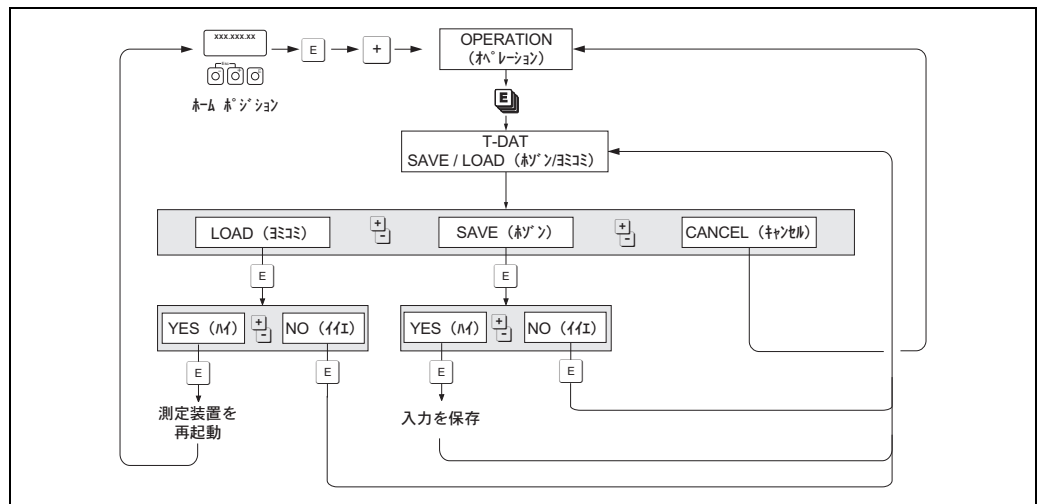 xxx.xxx.xx
E
+
OPERATION
(ｵﾍﾟﾚｰｼｮﾝ)
Esc
- + E
ﾎｰﾑ ﾎﾟｼﾞｼｮﾝ
E
T-DAT
SAVE / LOAD (ﾎｿﾞﾝ/ﾖﾐｺﾐ)
LOAD (ﾖﾐｺﾐ)
+
-
SAVE (ﾎｿﾞﾝ)
+
-
CANCEL (ｷｬﾝｾﾙ)
E
E
YES (ﾊｲ)
+
-
NO (ｲｲｴ)
YES (ﾊｲ)
+
-
NO (ｲｲｴ)
E
E
E
E
測定装置を
再起動
入力を保存